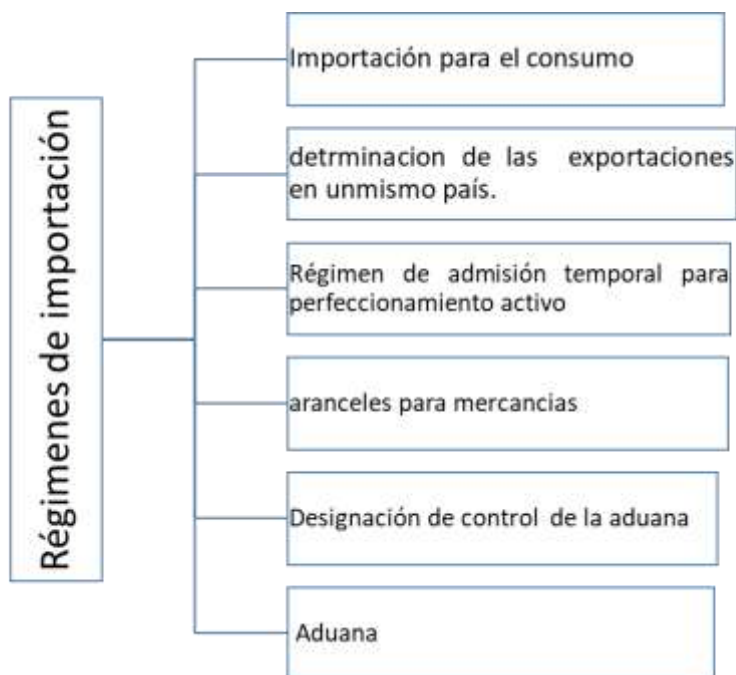 Régimenes de importación
Importación para el consumo
detrminacion de las exportaciones
en unmismo país.
Régimen de admisión temporal para
perfeccionamiento activo
aranceles para mercancias
Designación de control de la aduana
Aduana